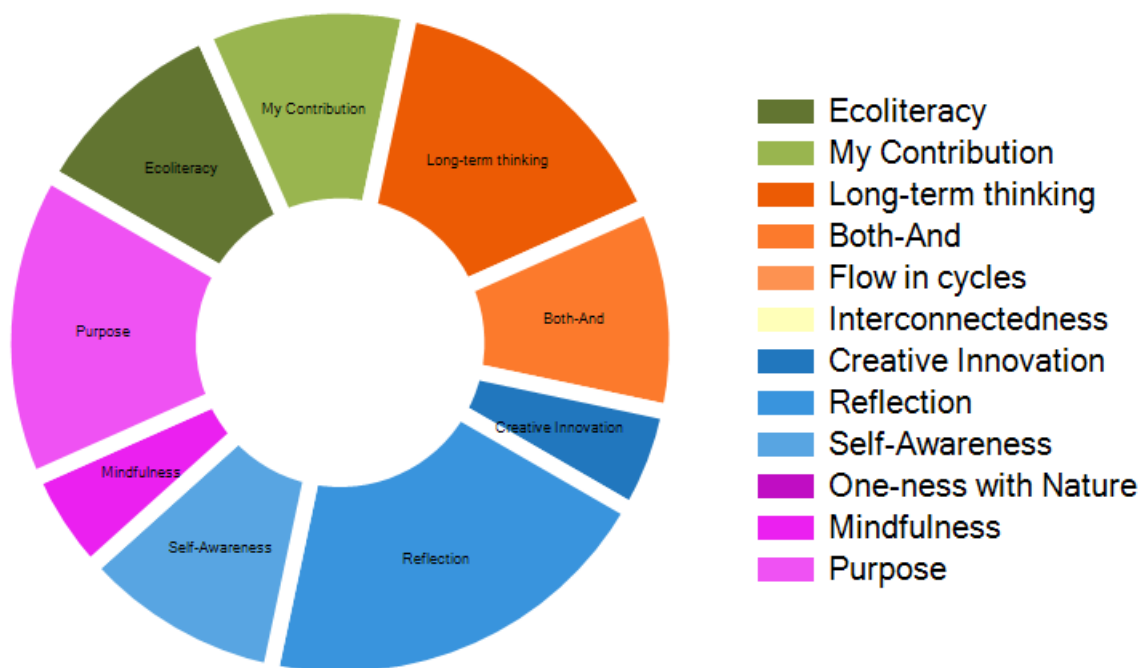 My Contribution
Ecoliteracy
Long-term thinking
Purpose
Both-And
Mindfulness
Creative Innovation
Self-Awareness
Reflection
Ecoliteracy
My Contribution
Long-term thinking
Both-And
Flow in cycles
Interconnectedness
Creative Innovation
Reflection
Self-Awareness
One-ness with Nature
Mindfulness
Purpose